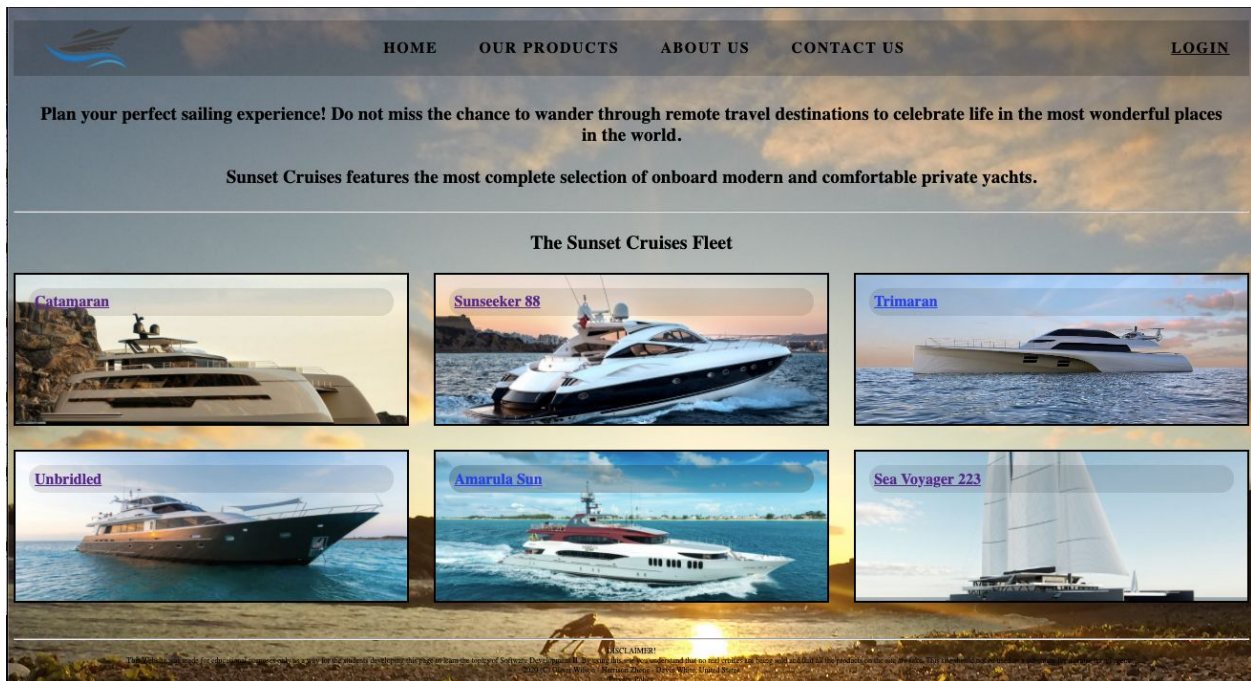 HOME OUR PRODUCTS ABOUT US CONTACT US LOGIN
Plan your perfect sailing experience! Do not miss the chance to wander through remote travel destinations to celebrate life in the most wonderful places
in the world.
Sunset Cruises features the most complete selection of onboard modern and comfortable private yachts.
The Sunset Cruises Fleet
Catamaran Sunseeker 88 Trimaran
Unbridled Amarula Sun Sea Voyager 223
DISCLAIMER!